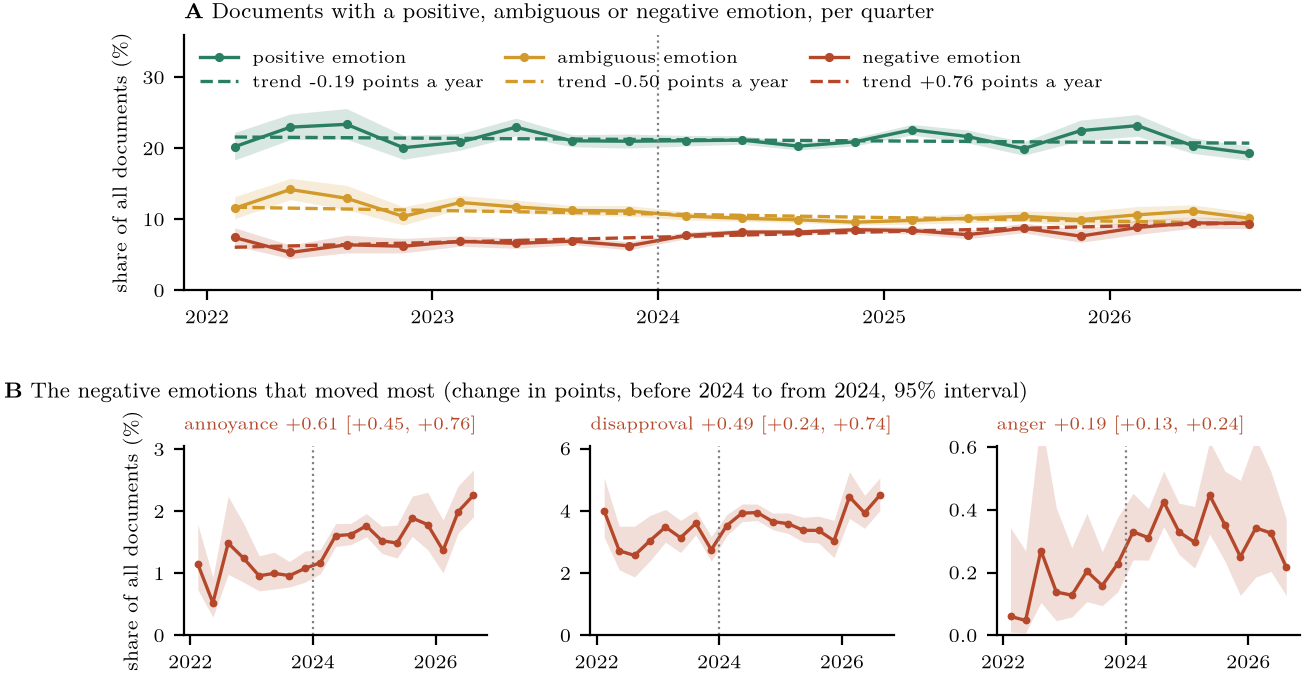 A Documents with a positive, ambiguous or negative emotion, per quarter
share of all documents (%)
30
20
10
0
positive emotion
trend -0.19 points a year
ambiguous emotion
trend -0.50 points a year
negative emotion
trend +0.76 points a year
2022 2023 2024 2025 2026
B The negative emotions that moved most (change in points, before 2024 to from 2024, 95% interval)
share of all documents (%)
annoyance +0.61 [+0.45, +0.76]
3
2
1
0
2022 2024 2026
disapproval +0.49 [+0.24, +0.74]
6
4
2
0
2022 2024 2026
anger +0.19 [+0.13, +0.24]
0.6
0.4
0.2
0.0
2022 2024 2026